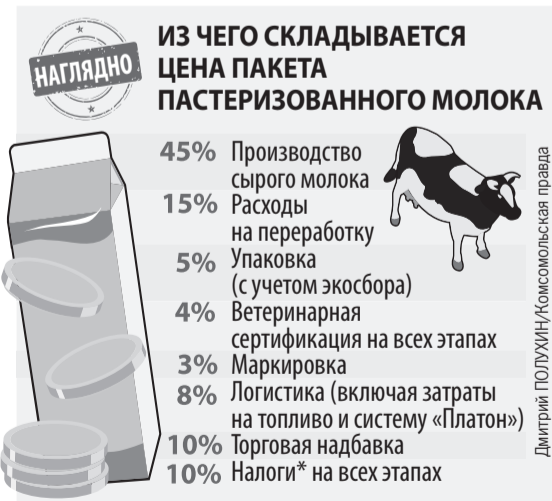 НАГЛЯДНО
ИЗ ЧЕГО СКЛАДЫВАЕТСЯ
ЦЕНА ПАКЕТА
ПАСТЕРИЗОВАННОГО МОЛОКА
45% Производство
сырого молока
15% Расходы
на переработку
5% Упаковка
(с учетом экосбора)
4% Ветеринарная
сертификация на всех этапах
3% Маркировка
8% Логистика (включая затраты
на топливо и систему «Платон»)
10% Торговая надбавка
10% Налоги* на всех этапах
Дмитрий ПОЛУХИН/Комсомольская правда